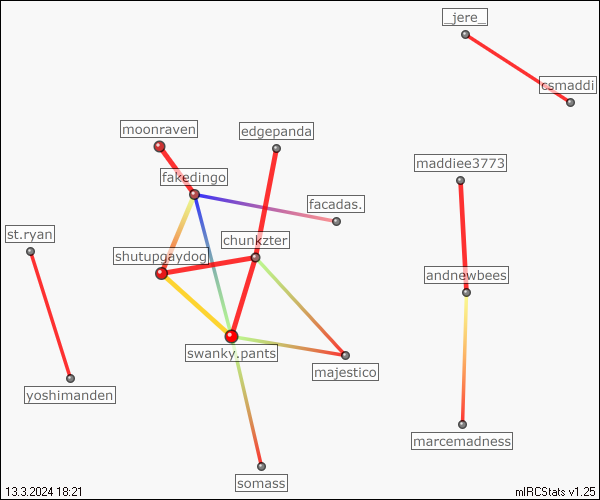 _jere_
csmaddi
moonraven
edgepanda
maddiee3773
fakedingo
facadas.
st.ryan
chunkzter
shutupgaydog
andnewbees
swanky.pants
majestico
yoshimanden
marcemadness
somass
13.3.2024 18:21
mIRCStats v1.25